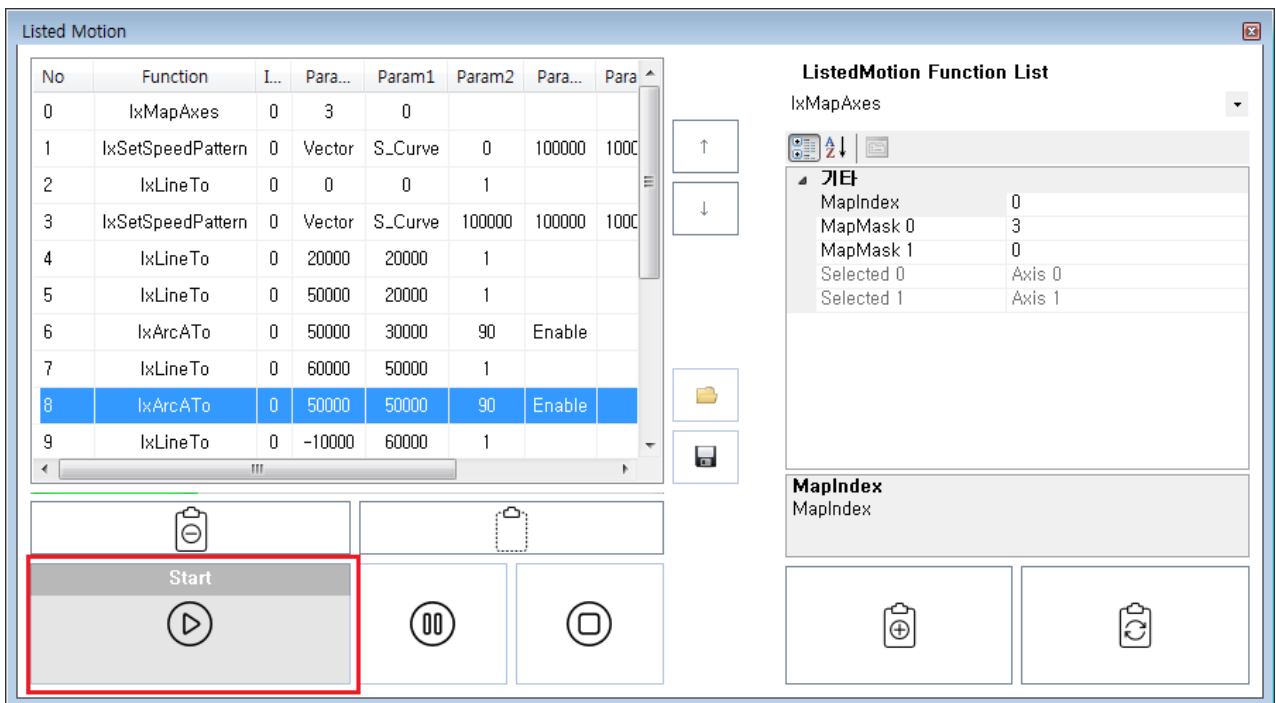 Listed Motion
No Function I... Para... Param1 Param2 Para... Para
0 IxMapAxes 0 3 0
1 IxSetSpeedPattern 0 Vector S_Curve 0 100000 1000
2 IxLineTo 0 0 0 1
3 IxSetSpeedPattern 0 Vector S_Curve 100000 100000 1000
4 IxLineTo 0 20000 20000 1
5 IxLineTo 0 50000 20000 1
6 IxArcATo 0 50000 30000 90 Enable
7 IxLineTo 0 60000 50000 1
8 IxArcATo 0 50000 50000 90 Enable
9 IxLineTo 0 -10000 60000 1
Start
ListedMotion Function List
IxMapAxes
기타
MapIndex 0
MapMask 0 3
MapMask 1 0
Selected 0 Axis 0
Selected 1 Axis 1
MapIndex
MapIndex